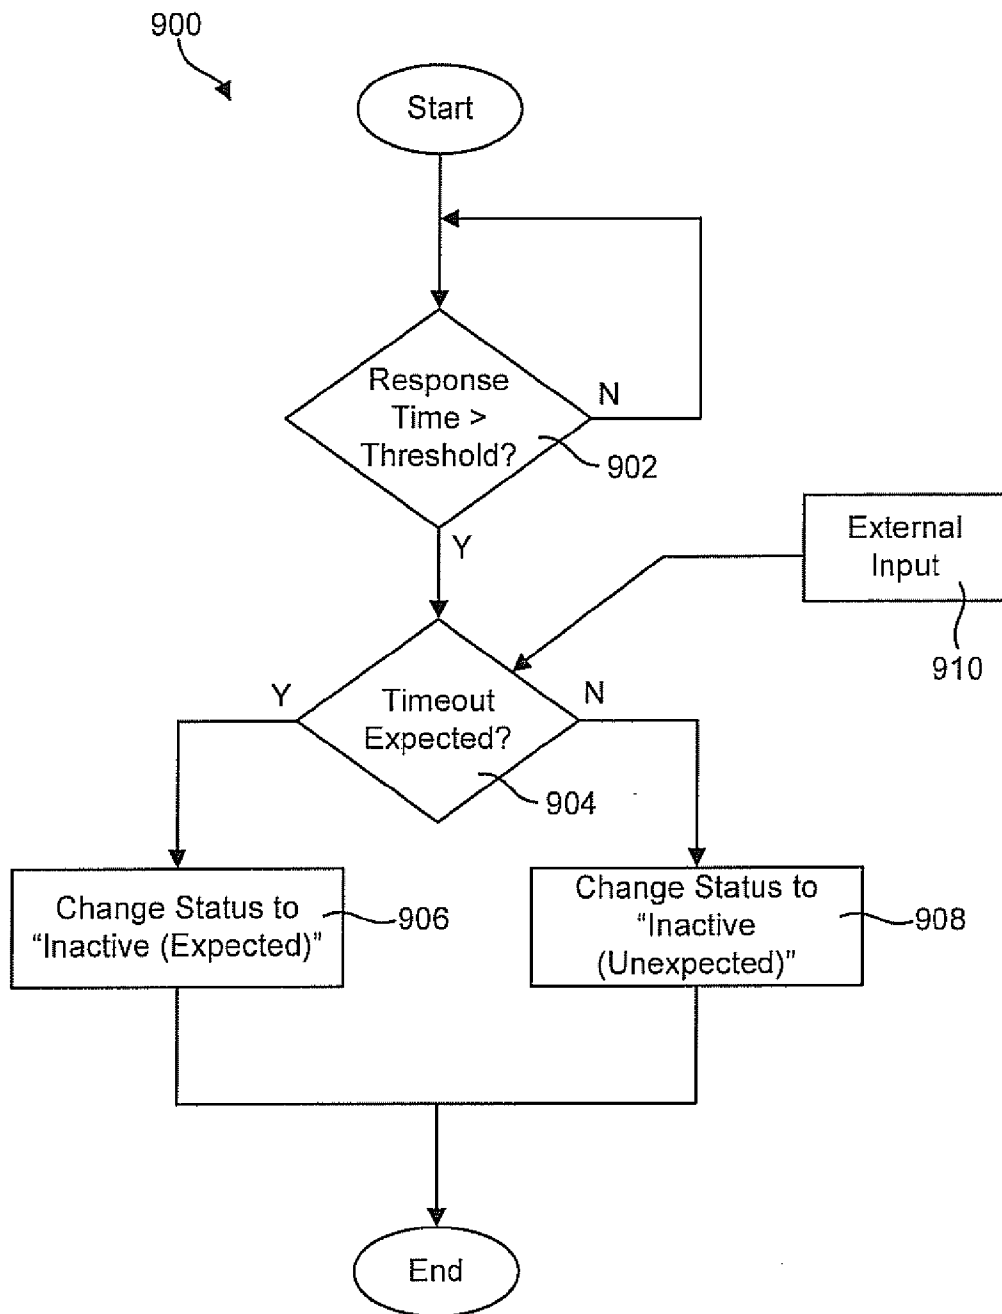 900
Start
Response
Time >
Threshold?
N
902
Y
External
Input
910
Y
Timeout
Expected?
N
904
Change Status to
“Inactive (Expected)”
906
Change Status to
“Inactive
(Unexpected)”
908
End